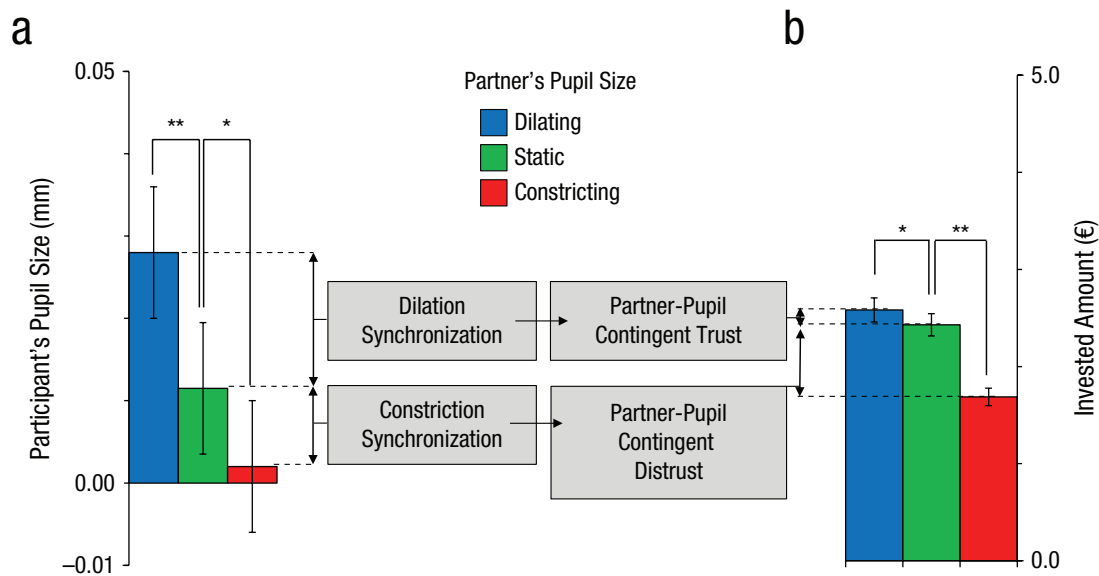 a
b
0.05
0.00
–0.01
Participant's Pupil Size (mm)
**
*
Partner's Pupil Size
Dilating
Static
Constricting
Dilation
Synchronization
Partner-Pupil
Contingent Trust
Constriction
Synchronization
Partner-Pupil
Contingent
Distrust
*
**
5.0
0.0
Invested Amount (€)